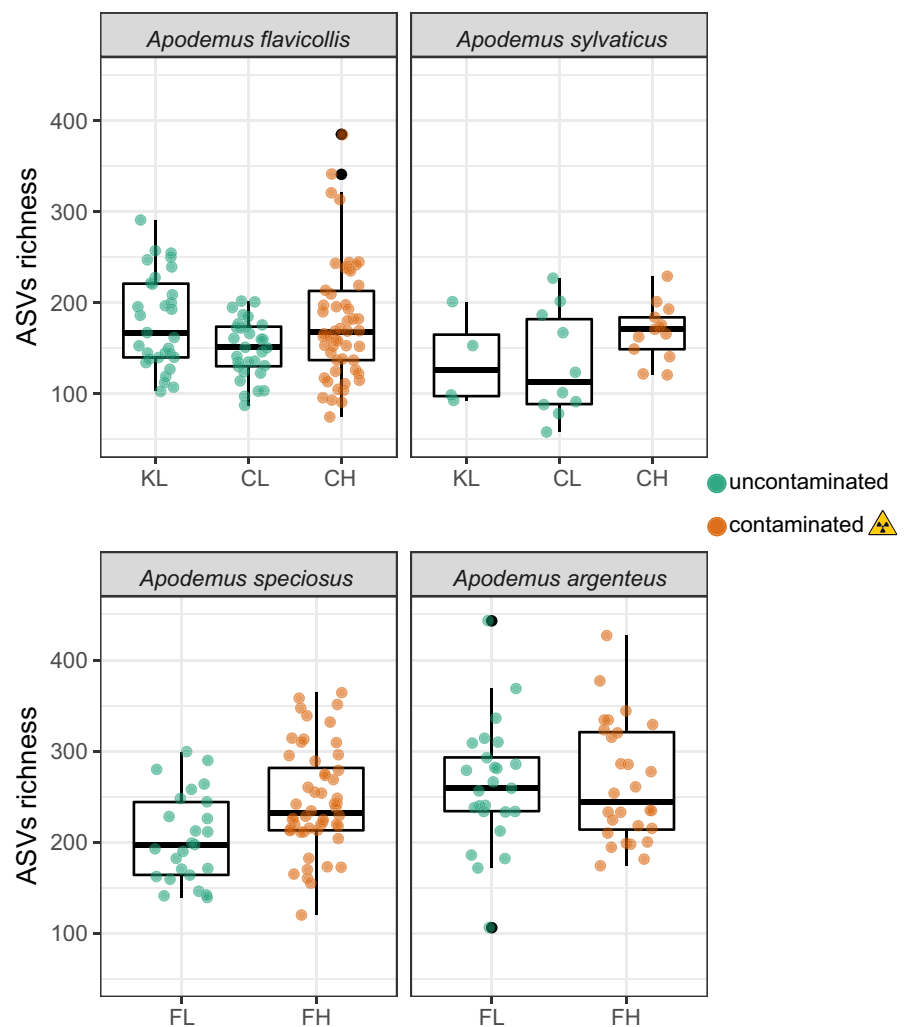 Apodemus flavicollis
Apodemus sylvaticus
ASVs richness
400
300
200
100
KL CL CH
KL CL CH
uncontaminated
contaminated
Apodemus speciosus
Apodemus argenteus
ASVs richness
400
300
200
100
FL FH
FL FH